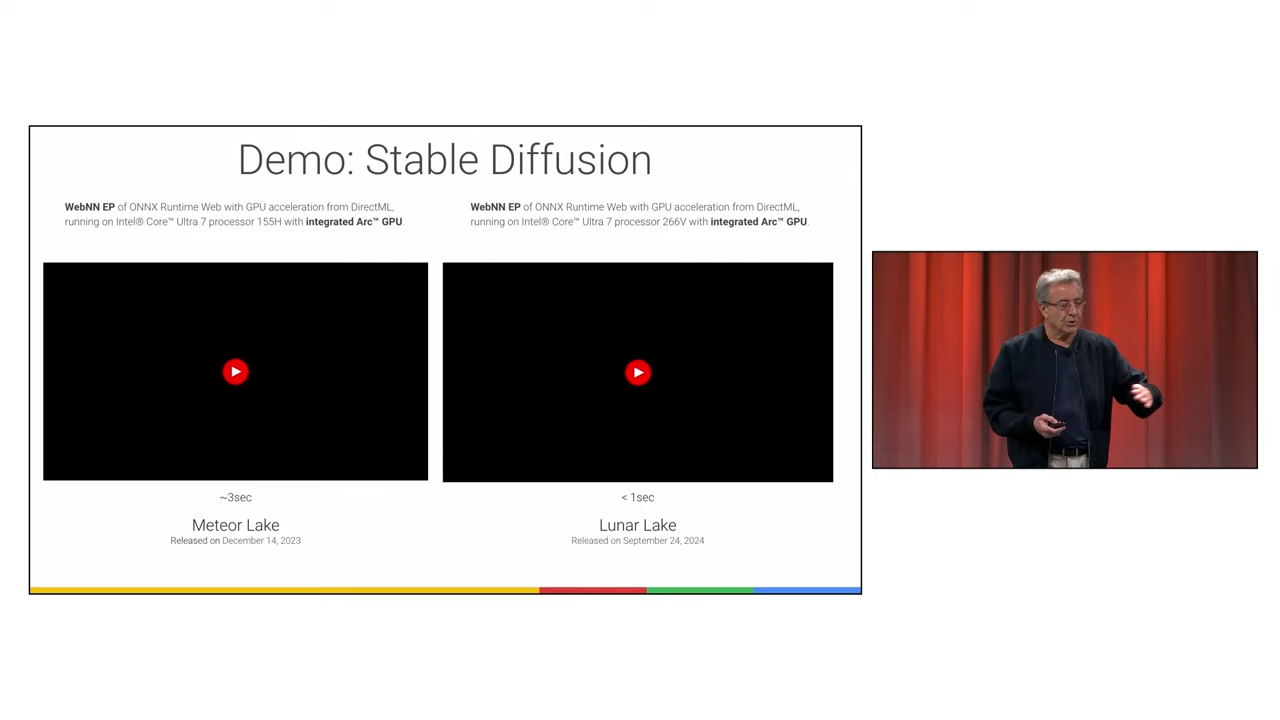 Demo: Stable Diffusion
WebNN EP of ONNX Runtime Web with GPU acceleration from DirectML,
running on Intel® Core™ Ultra 7 processor 155H with integrated Arc™ GPU.
WebNN EP of ONNX Runtime Web with GPU acceleration from DirectML,
running on Intel® Core™ Ultra 7 processor 266V with integrated Arc™ GPU.
~3sec
Meteor Lake
Released on December 14, 2023
< 1sec
Lunar Lake
Released on September 24, 2024